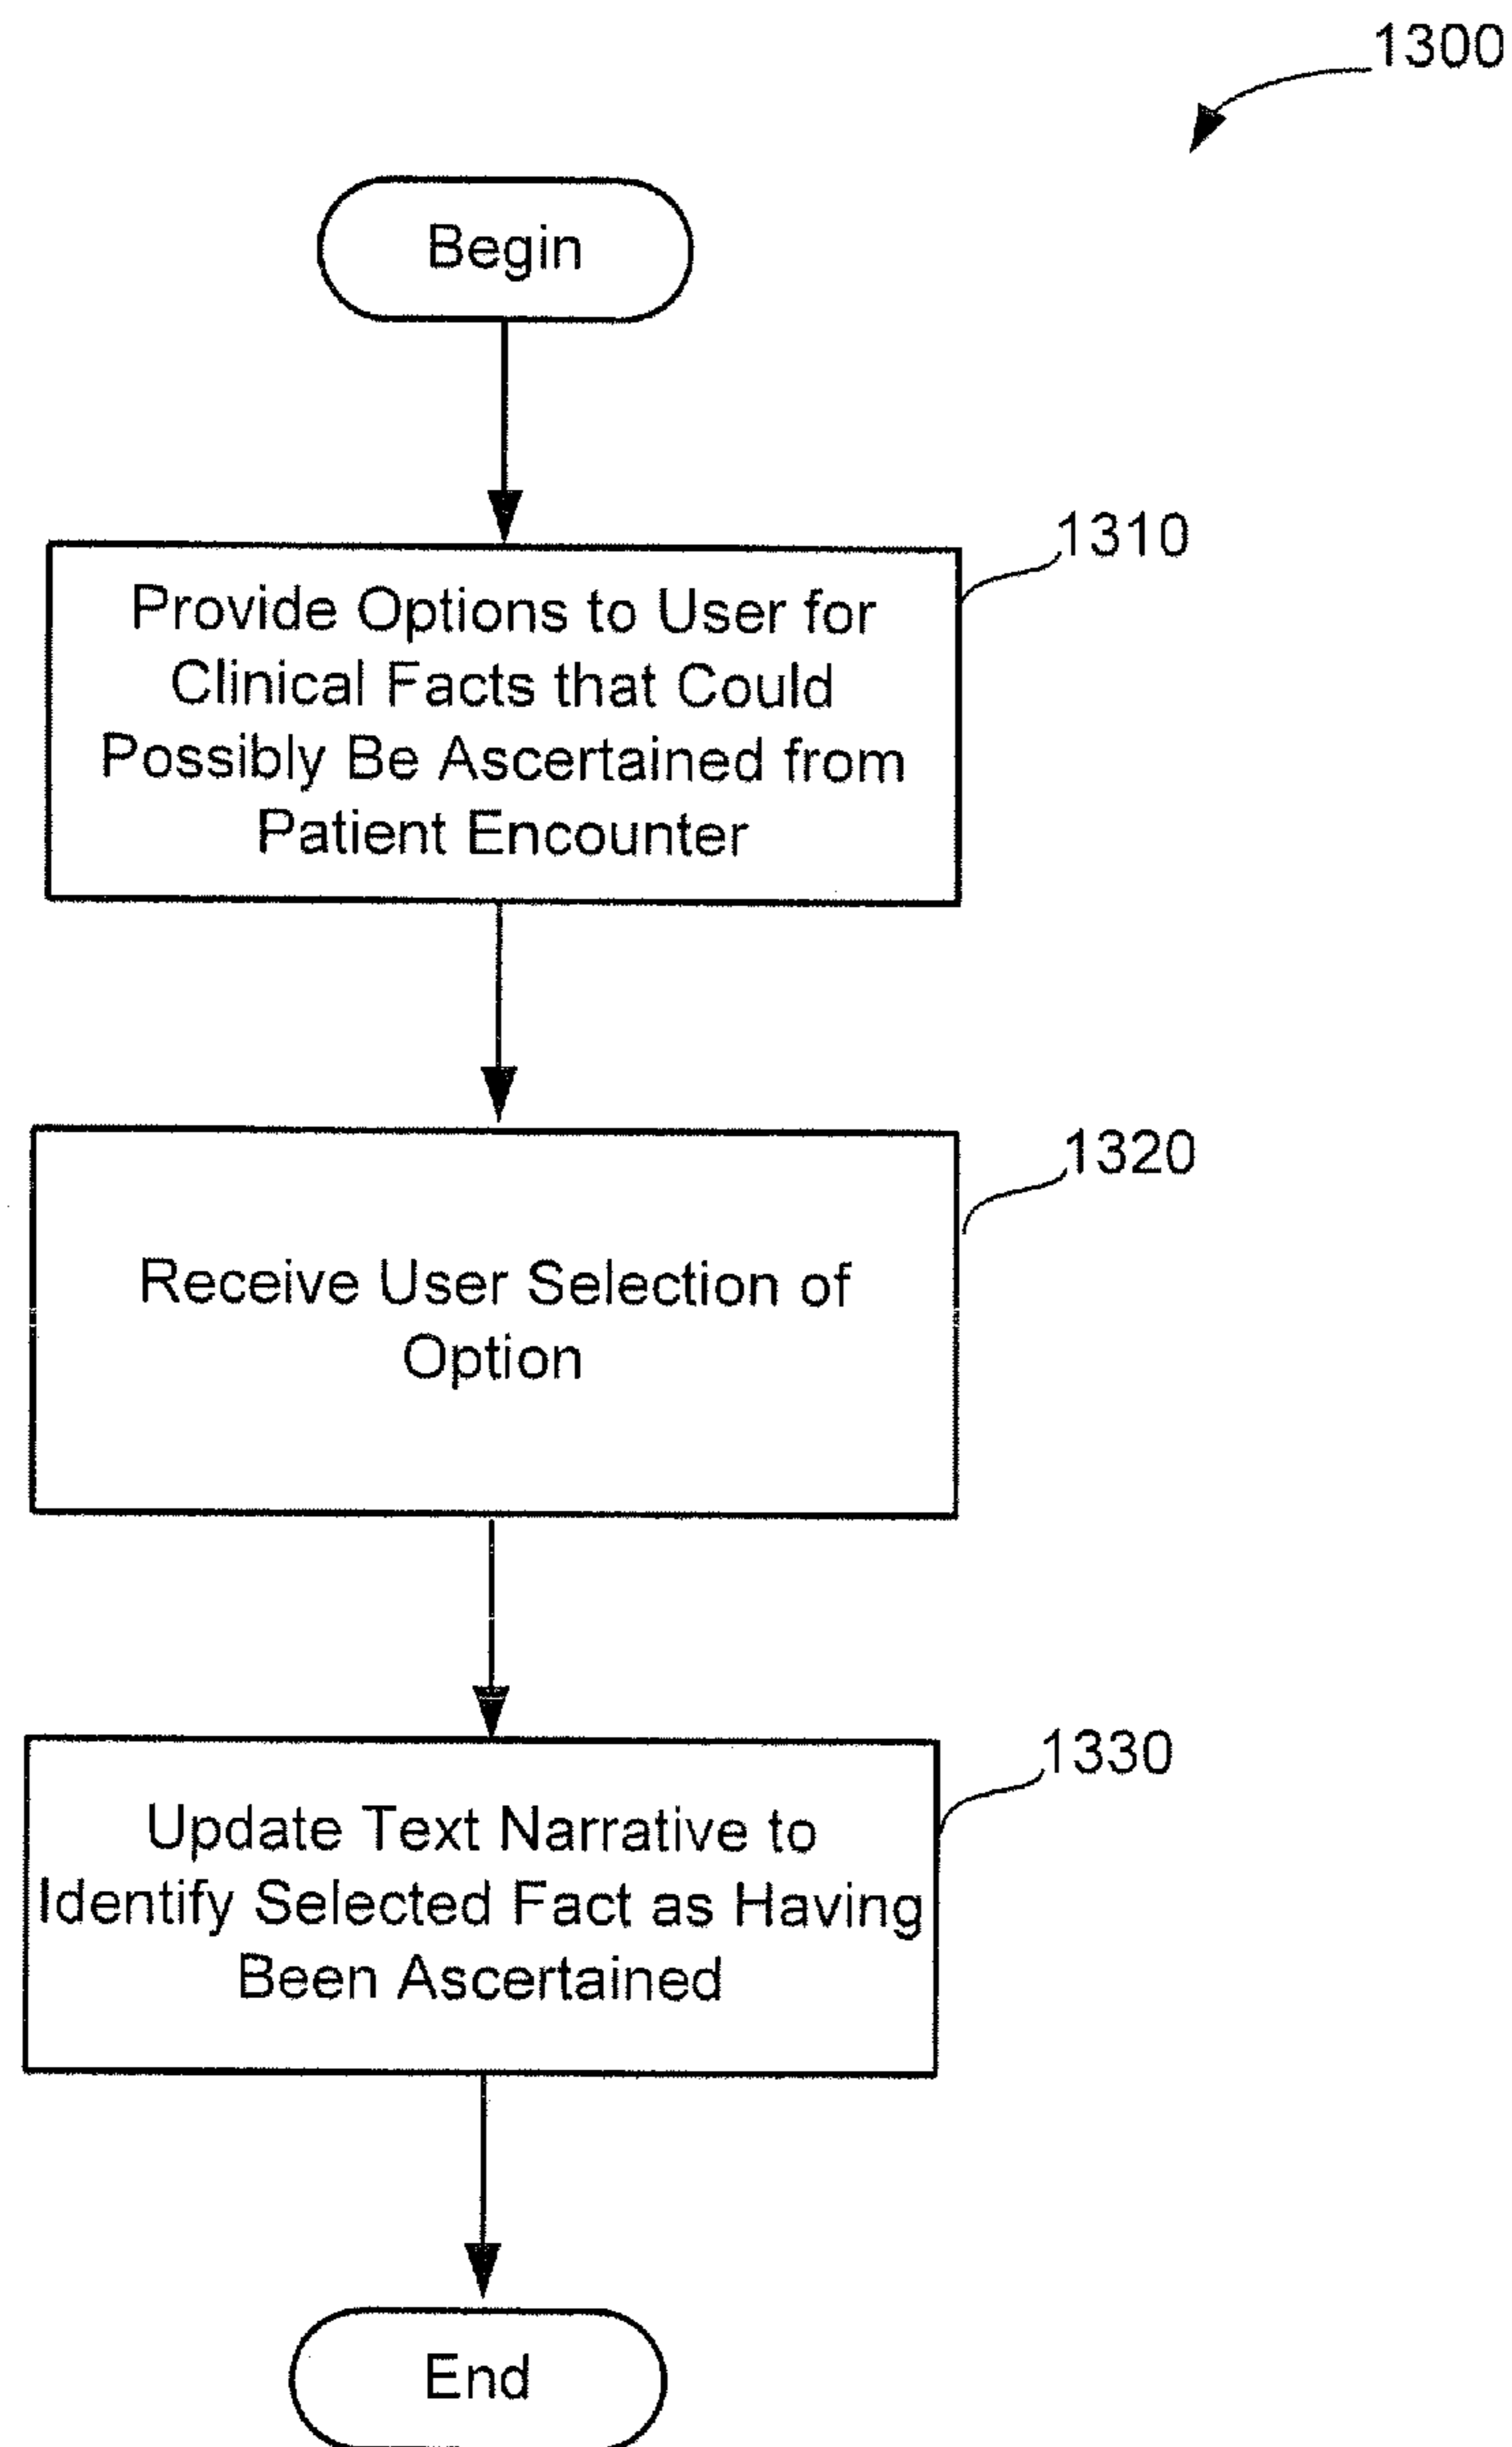 1300
Begin
1310
Provide Options to User for
Clinical Facts that Could
Possibly Be Ascertained from
Patient Encounter
1320
Receive User Selection of
Option
1330
Update Text Narrative to
Identify Selected Fact as Having
Been Ascertained
End